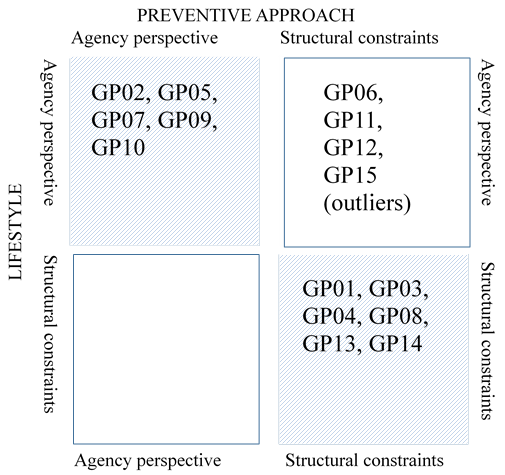 PREVENTIVE APPROACH
Agency perspective
Structural constraints
LIFESTYLE
Agency perspective
GP02, GP05,
GP07, GP09,
GP10
GP06,
GP11,
GP12,
GP15
(outliers)
Agency perspective
Structural constraints
GP01, GP03,
GP04, GP08,
GP13, GP14
Structural constraints
Agency perspective
Structural constraints